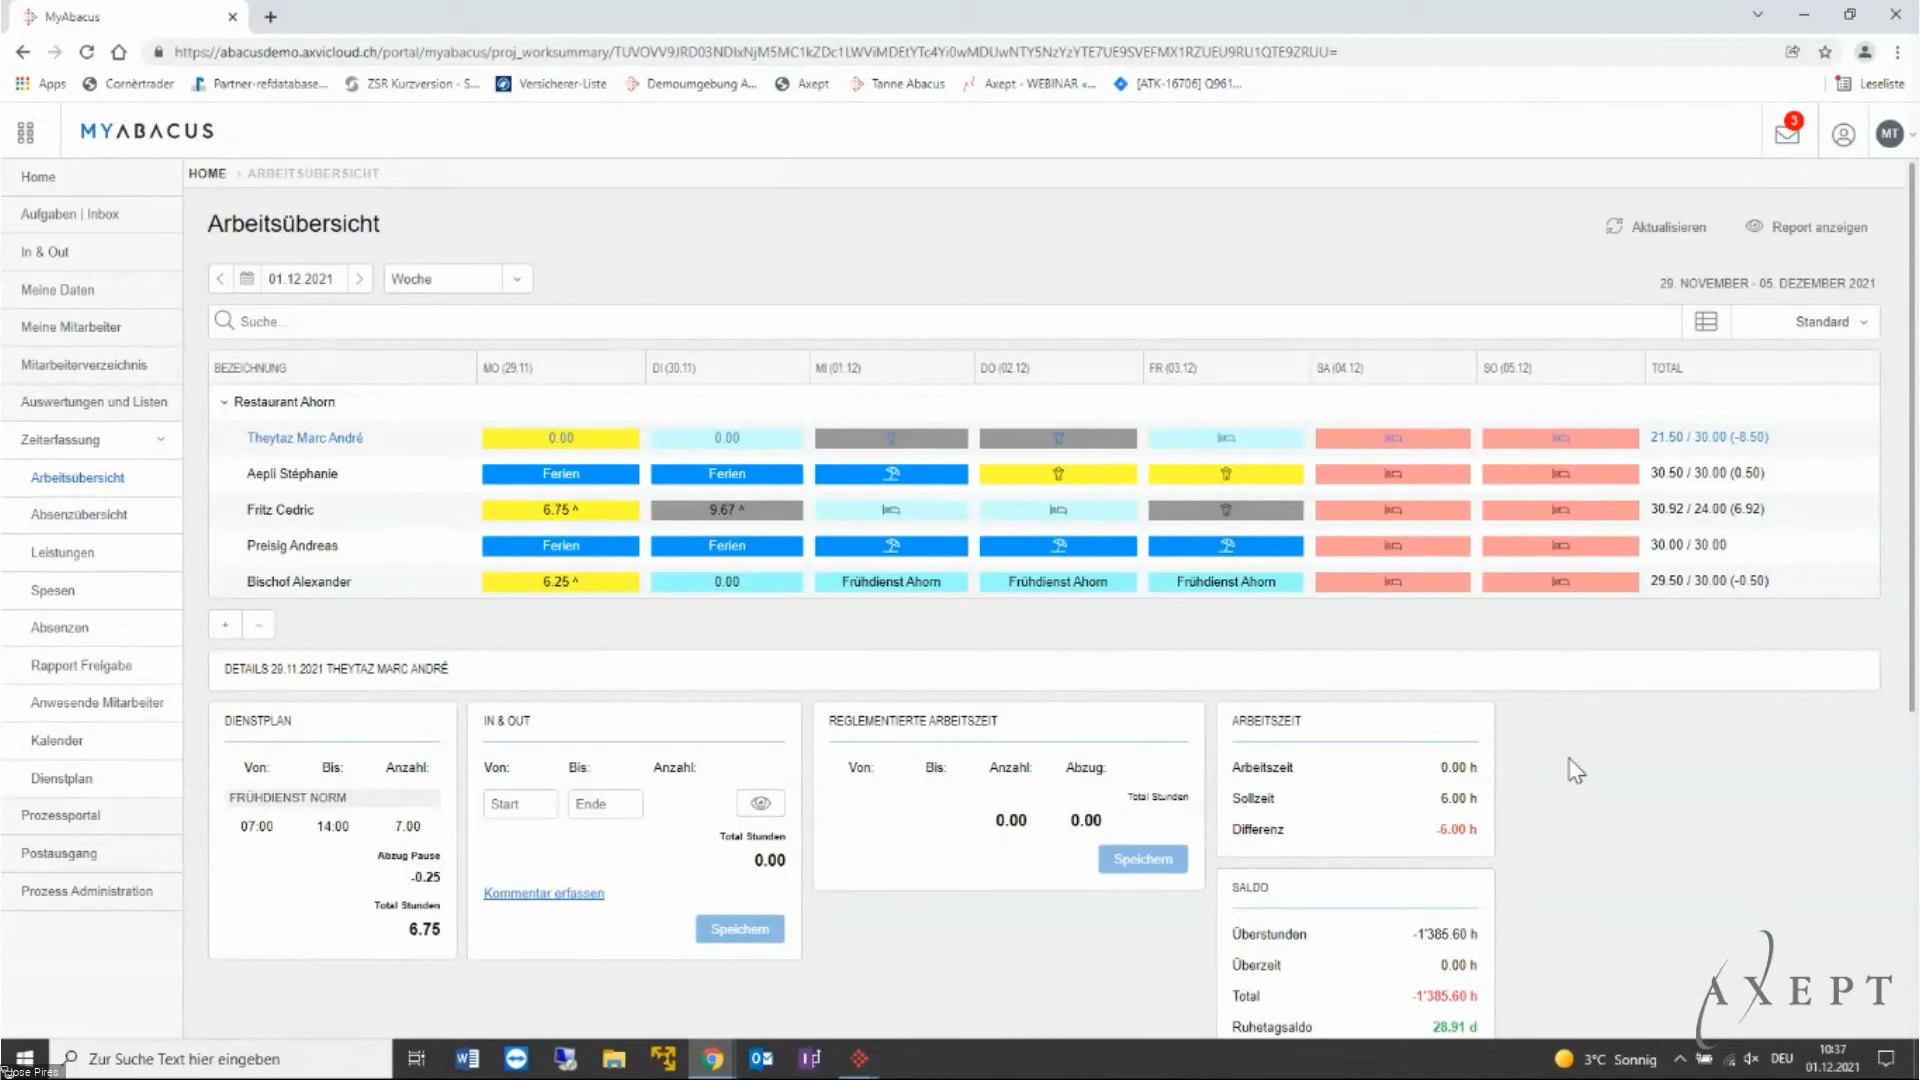 MyAbacus
https://abacusdemo.axvicloud.ch/portal/myabacus/proj_worksummary/TUVOVV9JRD03NDIxNjM5MC1kZDc1LWViMDEtYTc4Yi0wMDUwNTY5NzYzYTE7UE9SVEFMX1RZUEU9RU1QTE9ZRUU=
Apps Cornèrtrader Partner-refdatabase... ZSR Kurzversion - S... Versicherer-Liste Demoumgebung A... Axept Tanne Abacus Axept - WEBINAR «... [ATK-16706] Q961... Leseliste
MYABACUS 3 MT
Home
Aufgaben | Inbox
In & Out
Meine Daten
Meine Mitarbeiter
Mitarbeiterverzeichnis
Auswertungen und Listen
Zeiterfassung
Arbeitsübersicht
Absenzübersicht
Leistungen
Spesen
Absenzen
Rapport Freigabe
Anwesende Mitarbeiter
Kalender
Dienstplan
Prozessportal
Postausgang
Prozess Administration
HOME › ARBEITSÜBERSICHT
Arbeitsübersicht
Aktualisieren Report anzeigen
01.12.2021 Woche
29. NOVEMBER - 05. DEZEMBER 2021
Suche... Standard
BEZEICHNUNG MO (29.11) DI (30.11) MI (01.12) DO (02.12) FR (03.12) SA (04.12) SO (05.12) TOTAL
Restaurant Ahorn
Theytaz Marc André 0.00 0.00 21.50 / 30.00 (-8.50)
Aepli Stéphanie Ferien Ferien 30.50 / 30.00 (0.50)
Fritz Cedric 6.75 ^ 9.67 ^ 30.92 / 24.00 (6.92)
Preisig Andreas Ferien Ferien 30.00 / 30.00
Bischof Alexander 6.25 ^ 0.00 Frühdienst Ahorn Frühdienst Ahorn Frühdienst Ahorn 29.50 / 30.00 (-0.50)
+ -
DETAILS 29.11.2021 THEYTAZ MARC ANDRÉ
DIENSTPLAN
Von: Bis: Anzahl:
FRÜHDIENST NORM
07:00 14:00 7.00
Abzug Pause
-0.25
Total Stunden
6.75
IN & OUT
Von: Bis: Anzahl:
Start Ende
Total Stunden
0.00
Kommentar erfassen
Speichern
REGLEMENTIERTE ARBEITSZEIT
Von: Bis: Anzahl: Abzug:
Total Stunden
0.00 0.00
Speichern
ARBEITSZEIT
Arbeitszeit 0.00 h
Sollzeit 6.00 h
Differenz -6.00 h
SALDO
Überstunden -1'385.60 h
Überzeit 0.00 h
Total -1'385.60 h
Ruhetagsaldo 28.91 d
AXEPT
Zur Suche Text hier eingeben
3°C Sonnig DEU 10:37
01.12.2021
Jose Pires